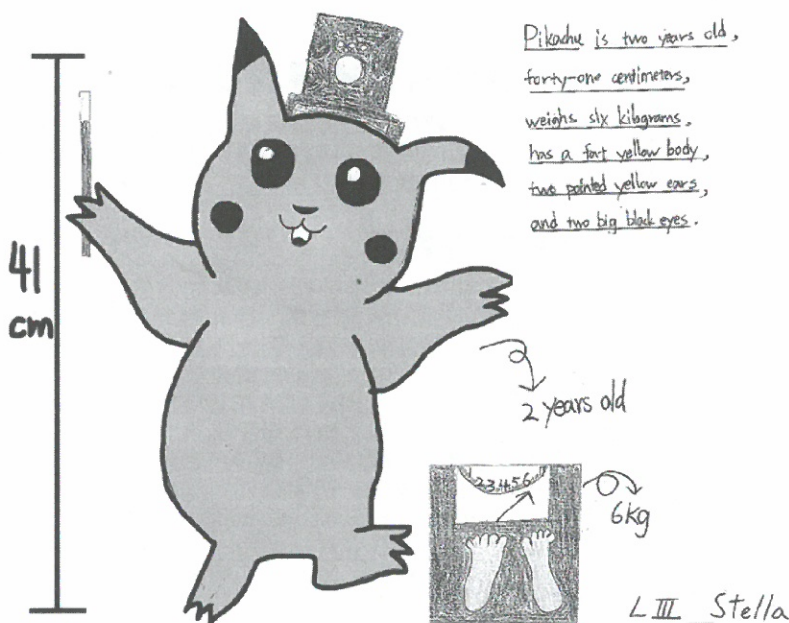 Pikachu is two years old,
forty-one centimeters,
weighs six kilograms,
has a fat yellow body,
two pointed yellow ears,
and two big black eyes.
41
cm
2 years old
23456
6kg
L III Stella